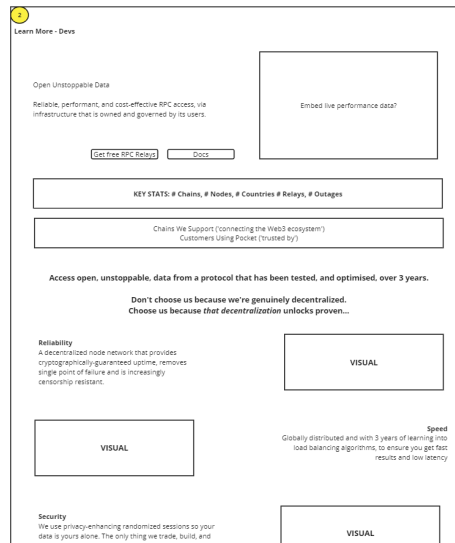 2
Learn More - Devs
Open Unstoppable Data
Reliable, performant, and cost-effective RPC access, via
infrastructure that is owned and governed by its users.
Embed live performance data?
Get free RPC Relays
Docs
KEY STATS: # Chains, # Nodes, # Countries # Relays, # Outages
Chains We Support ('connecting the Web3 ecosystem')
Customers Using Pocket ('trusted by')
Access open, unstoppable, data from a protocol that has been tested, and optimised, over 3 years.
Don't choose us because we're genuinely decentralized.
Choose us because that decentralization unlocks proven...
Reliability
A decentralized node network that provides
cryptographically-guaranteed uptime, removes
single point of failure and is increasingly
censorship resistant.
VISUAL
VISUAL
Speed
Globally distributed and with 3 years of learning into
load balancing algorithms, to ensure you get fast
results and low latency
Security
We use privacy-enhancing randomized sessions so your
data is yours alone. The only thing we trade, build, and
VISUAL